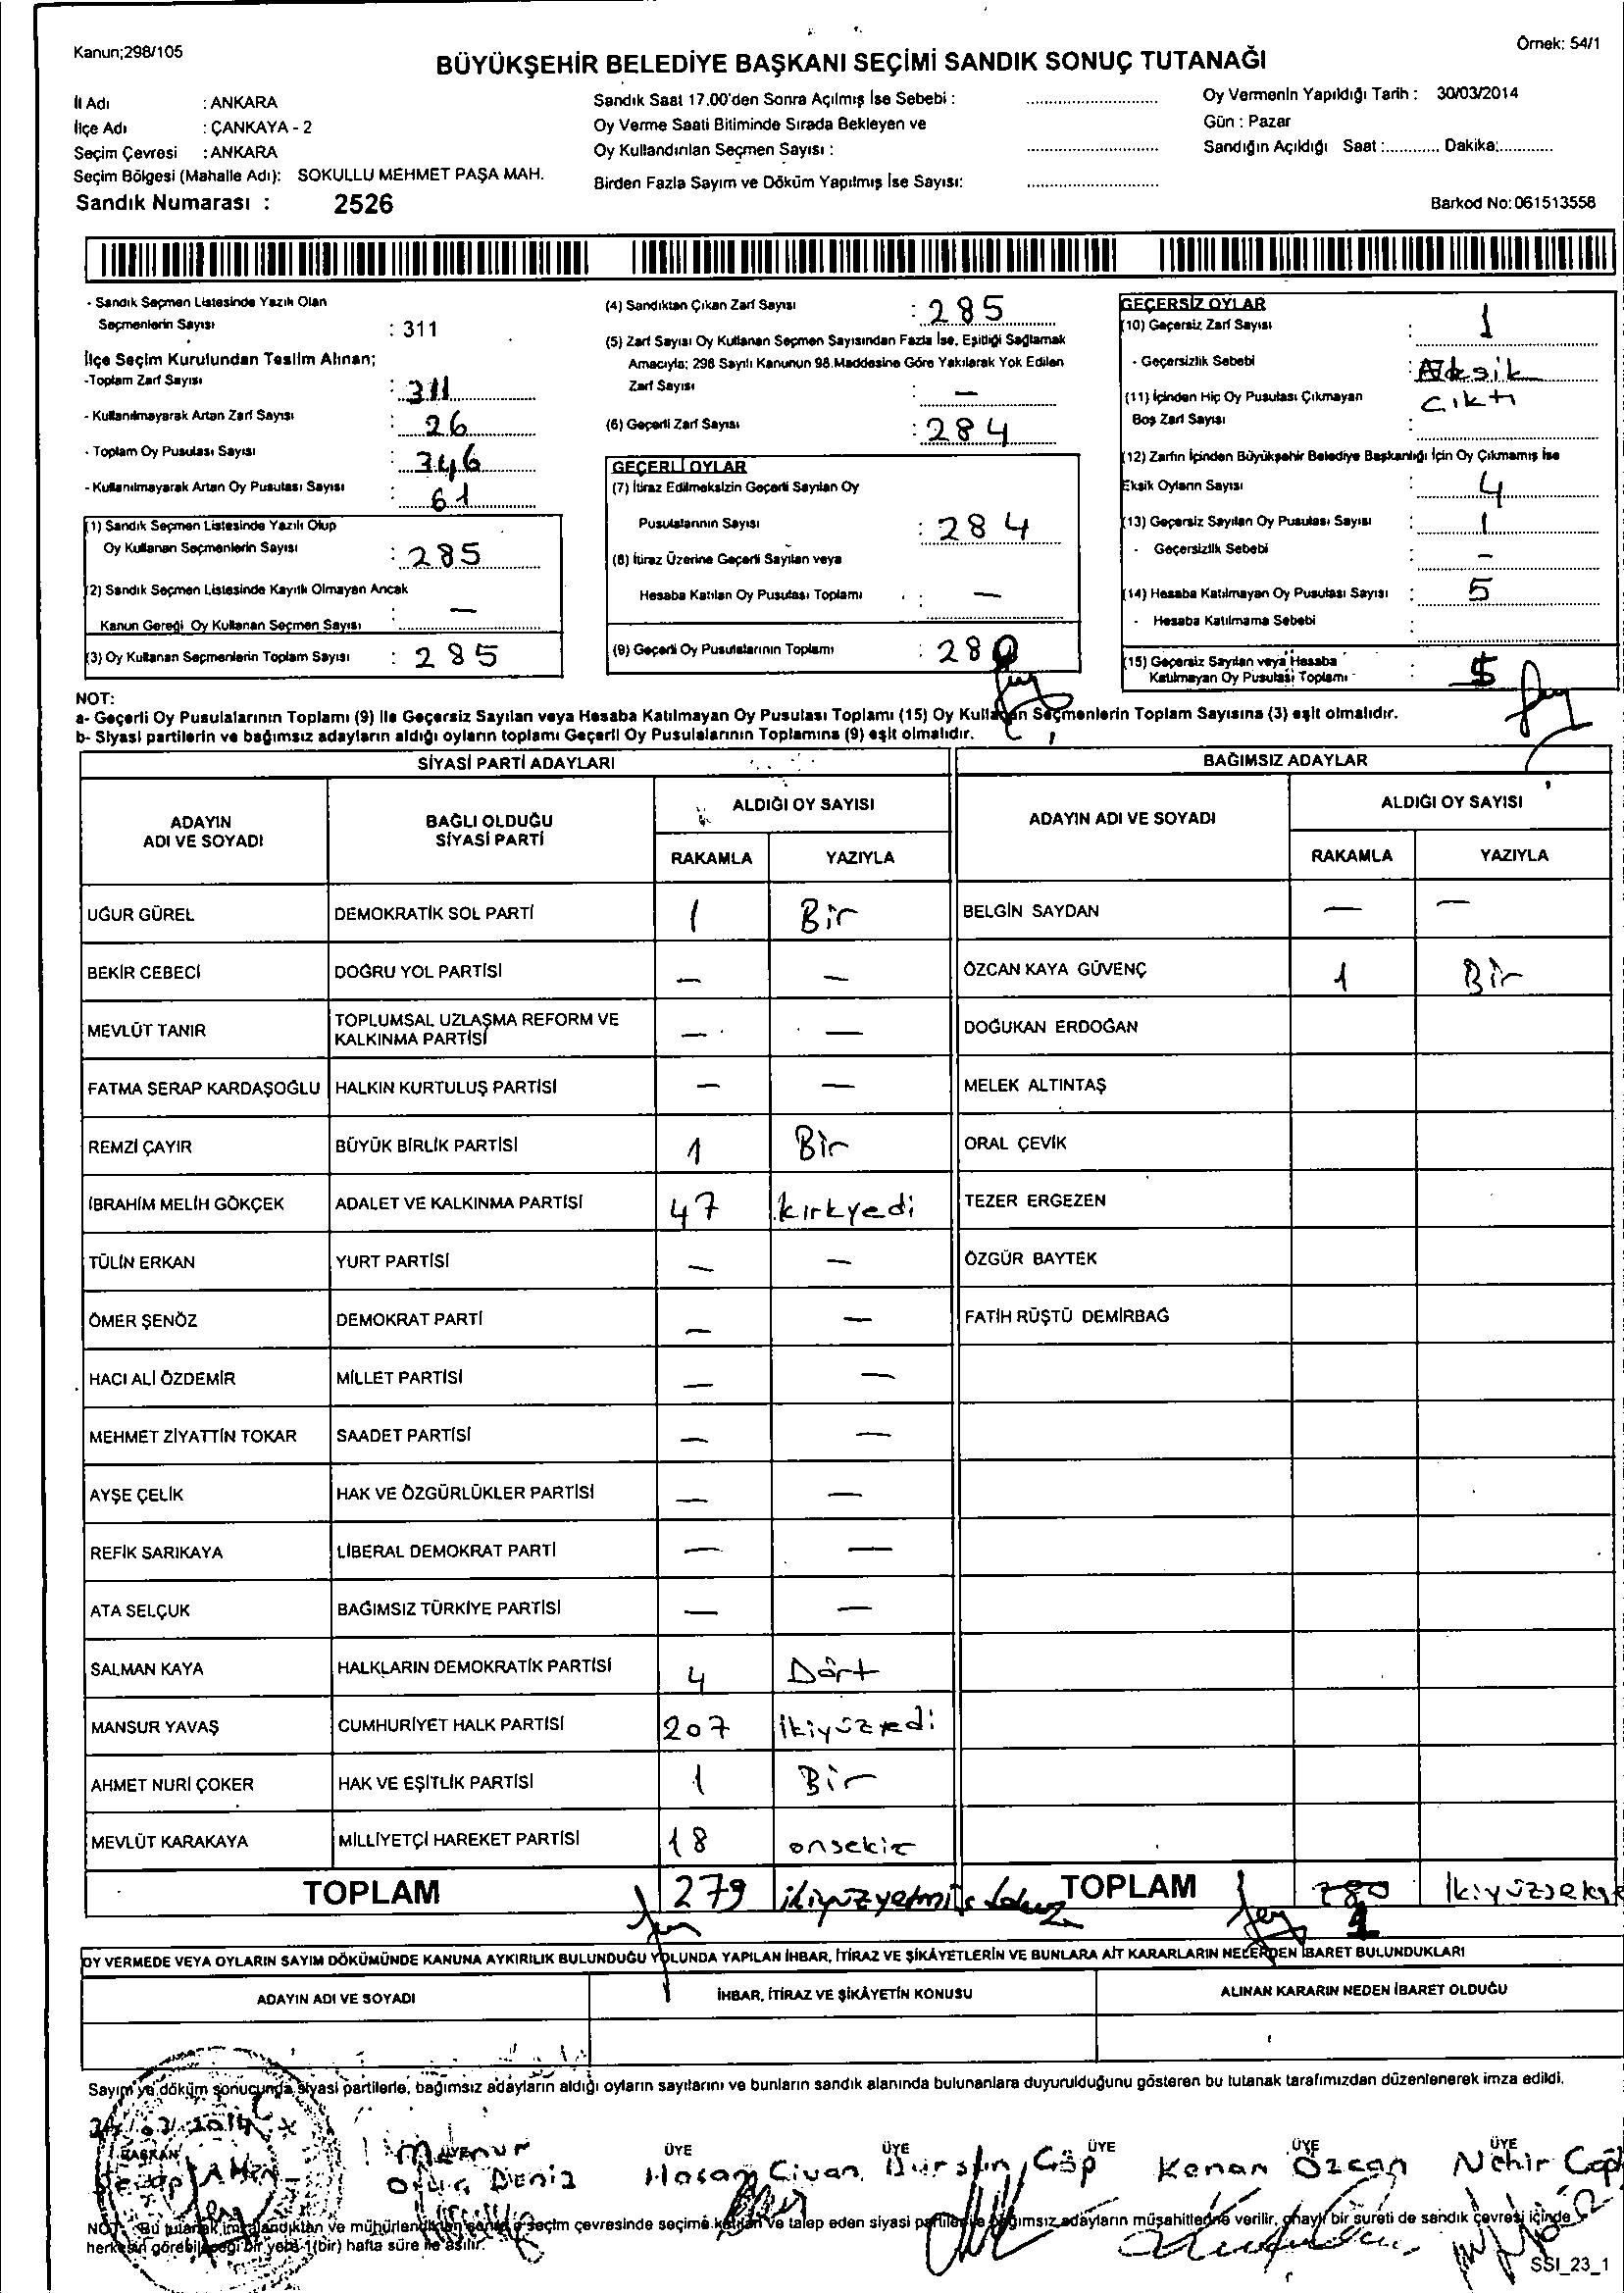 Kanun;298/105
Örnek: 54/1
BÜYÜKŞEHİR BELEDİYE BAŞKANI SEÇİMİ SANDIK SONUÇ TUTANAĞI
İl Adı : ANKARA
İlçe Adı : ÇANKAYA - 2
Seçim Çevresi : ANKARA
Seçim Bölgesi (Mahalle Adı): SOKULLU MEHMET PAŞA MAH.
Sandık Numarası : 2526
Sandık Saat 17.00'den Sonra Açılmış İse Sebebi :
Oy Verme Saati Bitiminde Sırada Bekleyen ve
Oy Kullandırılan Seçmen Sayısı :
Birden Fazla Sayım ve Döküm Yapılmış İse Sayısı:
Oy Vermenin Yapıldığı Tarih : 30/03/2014
Gün : Pazar
Sandığın Açıldığı Saat :............ Dakika:............
Barkod No: 061513558
- Sandık Seçmen Listesinde Yazılı Olan
Seçmenlerin Sayısı : 311
İlçe Seçim Kurulundan Teslim Alınan;
-Toplam Zarf Sayısı : 311
- Kullanılmayarak Artan Zarf Sayısı : 26
- Toplam Oy Pusulası Sayısı : 346
- Kullanılmayarak Artan Oy Pusulası Sayısı : 61
(1) Sandık Seçmen Listesinde Yazılı Olup
Oy Kullanan Seçmenlerin Sayısı : 285
(2) Sandık Seçmen Listesinde Kayıtlı Olmayan Ancak
Kanun Gereği Oy Kullanan Seçmen Sayısı : —
(3) Oy Kullanan Seçmenlerin Toplam Sayısı : 285
(4) Sandıktan Çıkan Zarf Sayısı : 285
(5) Zarf Sayısı Oy Kullanan Seçmen Sayısından Fazla İse, Eşitliği Sağlamak
Amacıyla; 298 Sayılı Kanunun 98.Maddesine Göre Yakılarak Yok Edilen
Zarf Sayısı : —
(6) Geçerli Zarf Sayısı : 284
GEÇERLİ OYLAR
(7) İtiraz Edilmeksizin Geçerli Sayılan Oy
Pusulalarının Sayısı : 284
(8) İtiraz Üzerine Geçerli Sayılan veya
Hesaba Katılan Oy Pusulası Toplamı : —
(9) Geçerli Oy Pusulalarının Toplamı : 280
GEÇERSİZ OYLAR
(10) Geçersiz Zarf Sayısı : 1
- Geçersizlik Sebebi : Eksik
çıktı
(11) İçinden Hiç Oy Pusulası Çıkmayan
Boş Zarf Sayısı :
(12) Zarfın İçinden Büyükşehir Belediye Başkanlığı İçin Oy Çıkmamış İse
Eksik Oyların Sayısı : 4
(13) Geçersiz Sayılan Oy Pusulası Sayısı : 1
- Geçersizlik Sebebi : —
(14) Hesaba Katılmayan Oy Pusulası Sayısı : 5
- Hesaba Katılmama Sebebi :
(15) Geçersiz Sayılan veya Hesaba
Katılmayan Oy Pusulası Toplamı :
NOT:
a- Geçerli Oy Pusulalarının Toplamı (9) ile Geçersiz Sayılan veya Hesaba Katılmayan Oy Pusulası Toplamı (15) Oy Kullanan Seçmenlerin Toplam Sayısına (3) eşit olmalıdır.
b- Siyasi partilerin ve bağımsız adayların aldığı oyların toplamı Geçerli Oy Pusulalarının Toplamına (9) eşit olmalıdır.
SİYASİ PARTİ ADAYLARI
BAĞIMSIZ ADAYLAR
ADAYIN ADI VE SOYADI
BAĞLI OLDUĞU SİYASİ PARTİ
ALDIĞI OY SAYISI
RAKAMLA YAZIYLA
ADAYIN ADI VE SOYADI
ALDIĞI OY SAYISI
RAKAMLA YAZIYLA
UĞUR GÜREL DEMOKRATİK SOL PARTİ 1 Bir BELGİN SAYDAN — —
BEKİR CEBECİ DOĞRU YOL PARTİSİ — — ÖZCAN KAYA GÜVENÇ 1 Bir
MEVLÜT TANIR TOPLUMSAL UZLAŞMA REFORM VE KALKINMA PARTİSİ — — DOĞUKAN ERDOĞAN
FATMA SERAP KARDAŞOĞLU HALKIN KURTULUŞ PARTİSİ — — MELEK ALTINTAŞ
REMZİ ÇAYIR BÜYÜK BİRLİK PARTİSİ 1 Bir ORAL ÇEVİK
İBRAHİM MELİH GÖKÇEK ADALET VE KALKINMA PARTİSİ 47 kırkyedi TEZER ERGEZEN
TÜLİN ERKAN YURT PARTİSİ — — ÖZGÜR BAYTEK
ÖMER ŞENÖZ DEMOKRAT PARTİ — — FATİH RÜŞTÜ DEMİRBAĞ
HACI ALİ ÖZDEMİR MİLLET PARTİSİ — —
MEHMET ZİYATTİN TOKAR SAADET PARTİSİ — —
AYŞE ÇELİK HAK VE ÖZGÜRLÜKLER PARTİSİ — —
REFİK SARIKAYA LİBERAL DEMOKRAT PARTİ — —
ATA SELÇUK BAĞIMSIZ TÜRKİYE PARTİSİ — —
SALMAN KAYA HALKLARIN DEMOKRATİK PARTİSİ 4 Dört
MANSUR YAVAŞ CUMHURİYET HALK PARTİSİ 207 ikiyüzyedi
AHMET NURİ ÇOKER HAK VE EŞİTLİK PARTİSİ 1 Bir
MEVLÜT KARAKAYA MİLLİYETÇİ HAREKET PARTİSİ 18 onsekiz
TOPLAM 279 ikiyüzyetmiş dokuz TOPLAM 280 1
OY VERMEDE VEYA OYLARIN SAYIM DÖKÜMÜNDE KANUNA AYKIRILIK BULUNDUĞU YOLUNDA YAPILAN İHBAR, İTİRAZ VE ŞİKÂYETLERİN VE BUNLARA AİT KARARLARIN NELERDEN İBARET BULUNDUKLARI
ADAYIN ADI VE SOYADI İHBAR, İTİRAZ VE ŞİKÂYETİN KONUSU ALINAN KARARIN NEDEN İBARET OLDUĞU
Sayım ve döküm sonucunda siyasi partilerle, bağımsız adayların aldığı oyların sayılarını ve bunların sandık alanında bulunanlara duyurulduğunu gösteren bu tutanak tarafımızdan düzenlenerek imza edildi.
BAŞKAN ÜYE ÜYE ÜYE ÜYE ÜYE
Deniz Hasan Civan Dursun Göp Kenan Özcan Nehir
NOT: Bu tutanak imzalandıktan ve mühürlendikten sonra seçim çevresinde seçime katılan ve talep eden siyasi partiler ve bağımsız adayların müşahitlerine verilir, onaylı bir sureti de sandık çevresi içinde
herkesin görebileceği bir yere 1(bir) hafta süre ile asılır.
SSI_23_1